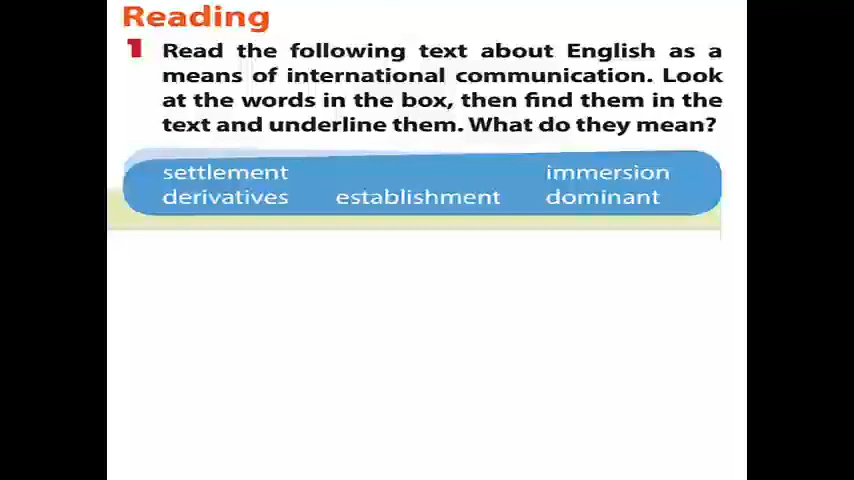 Reading
1 Read the following text about English as a
means of international communication. Look
at the words in the box, then find them in the
text and underline them. What do they mean?
settlement immersion
derivatives establishment dominant